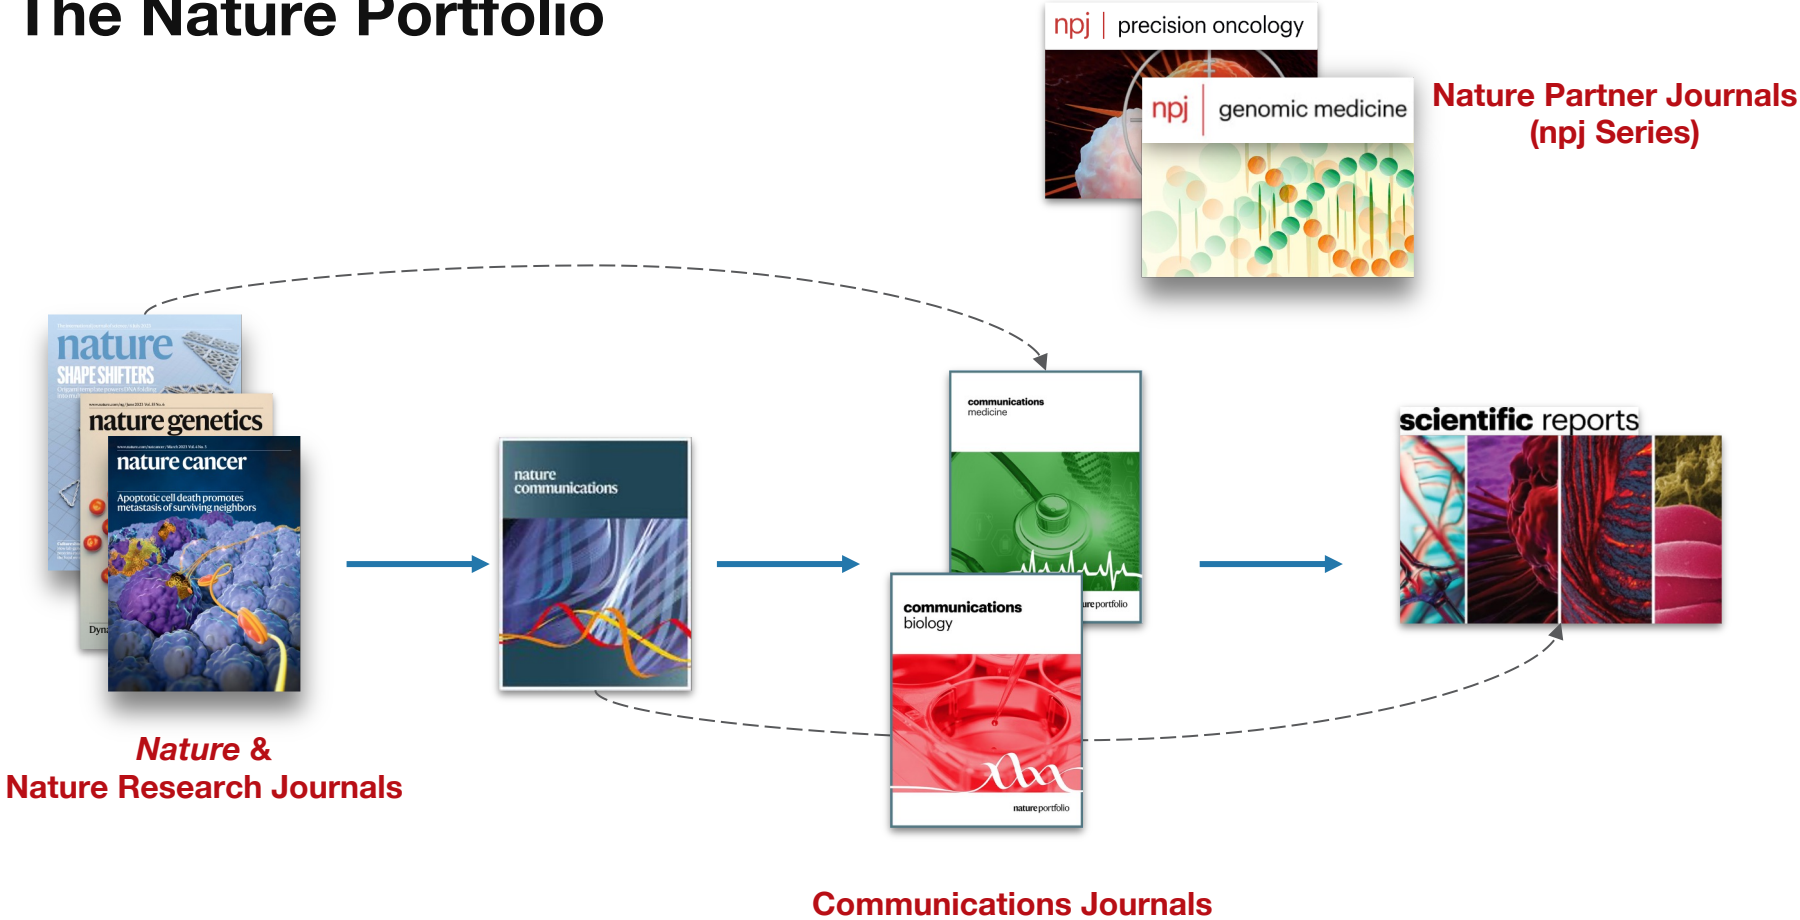 The Nature Portfolio
npj | precision oncology
npj | genomic medicine
Nature Partner Journals
(npj Series)
nature
SHAPE SHIFTERS
nature genetics
nature cancer
Apoptotic cell death promotes
metastasis of surviving neighbors
Nature &
Nature Research Journals
nature
communications
communications
medicine
communications
biology
nature portfolio
Communications Journals
scientific reports